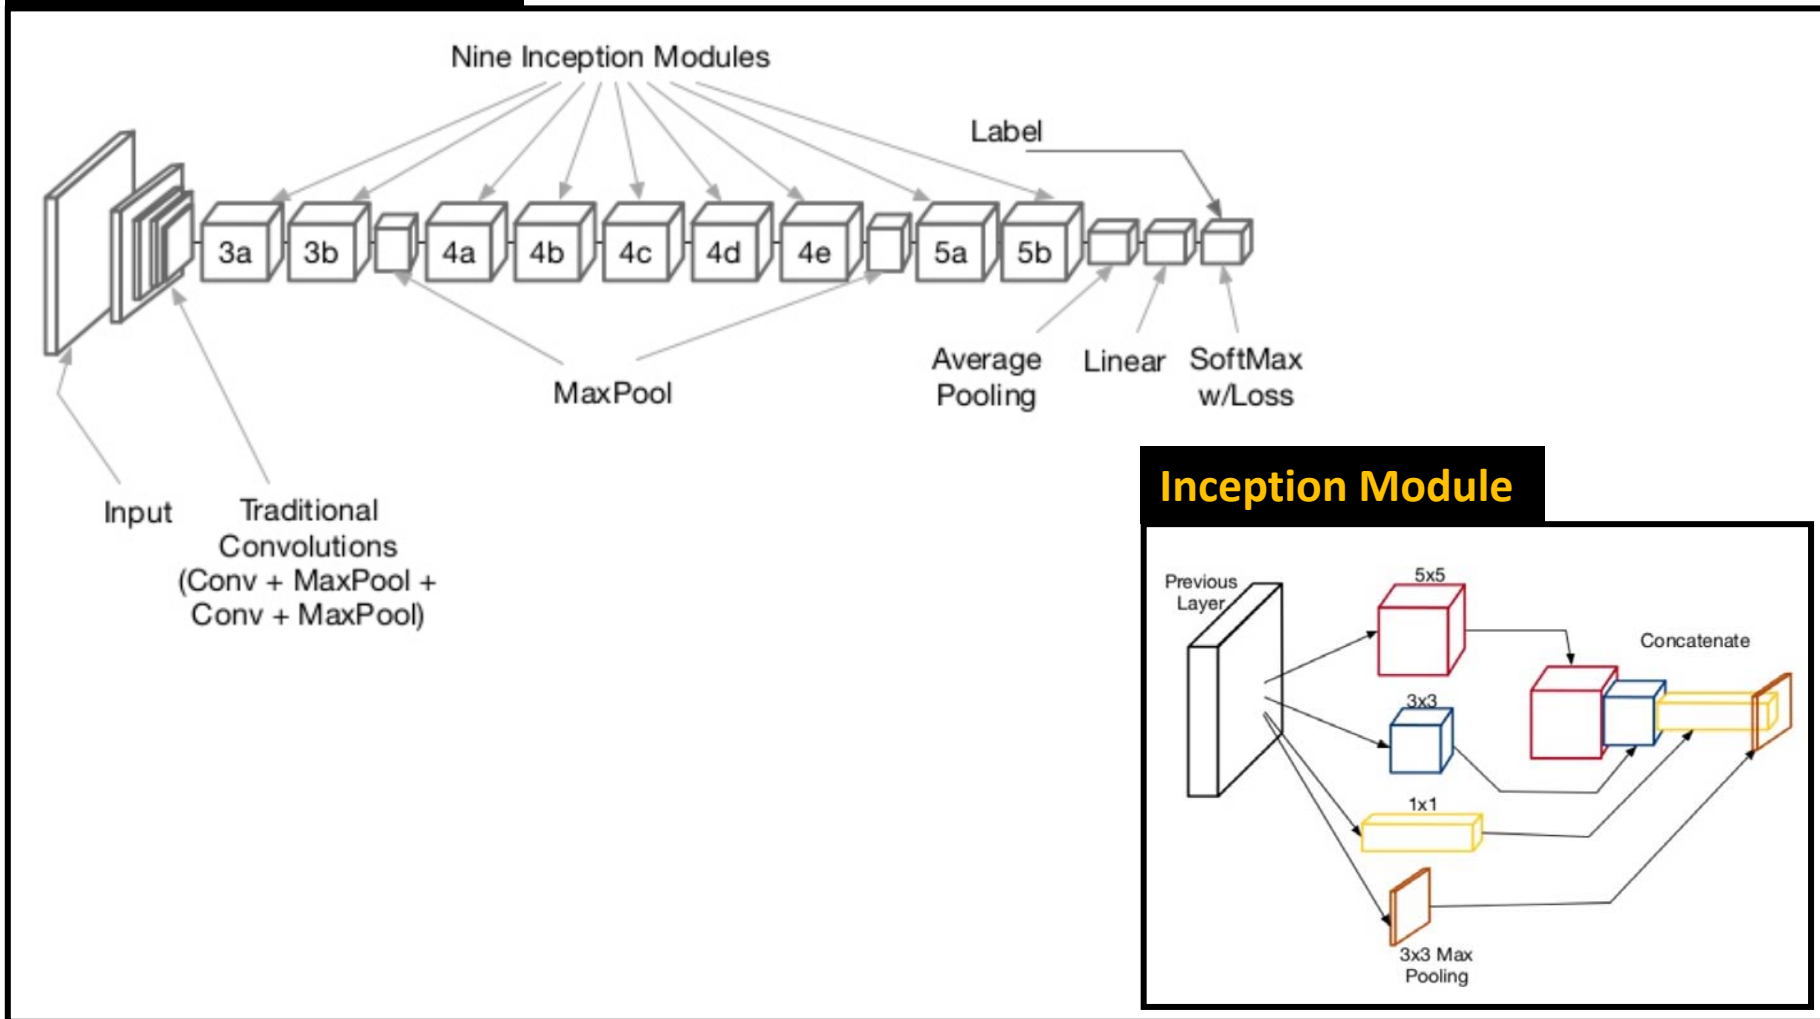 Nine Inception Modules
Label
3a 3b 4a 4b 4c 4d 4e 5a 5b
MaxPool
Average
Pooling
Linear
SoftMax
w/Loss
Input
Traditional
Convolutions
(Conv + MaxPool +
Conv + MaxPool)
Inception Module
Previous
Layer
5x5
3x3
1x1
3x3 Max
Pooling
Concatenate